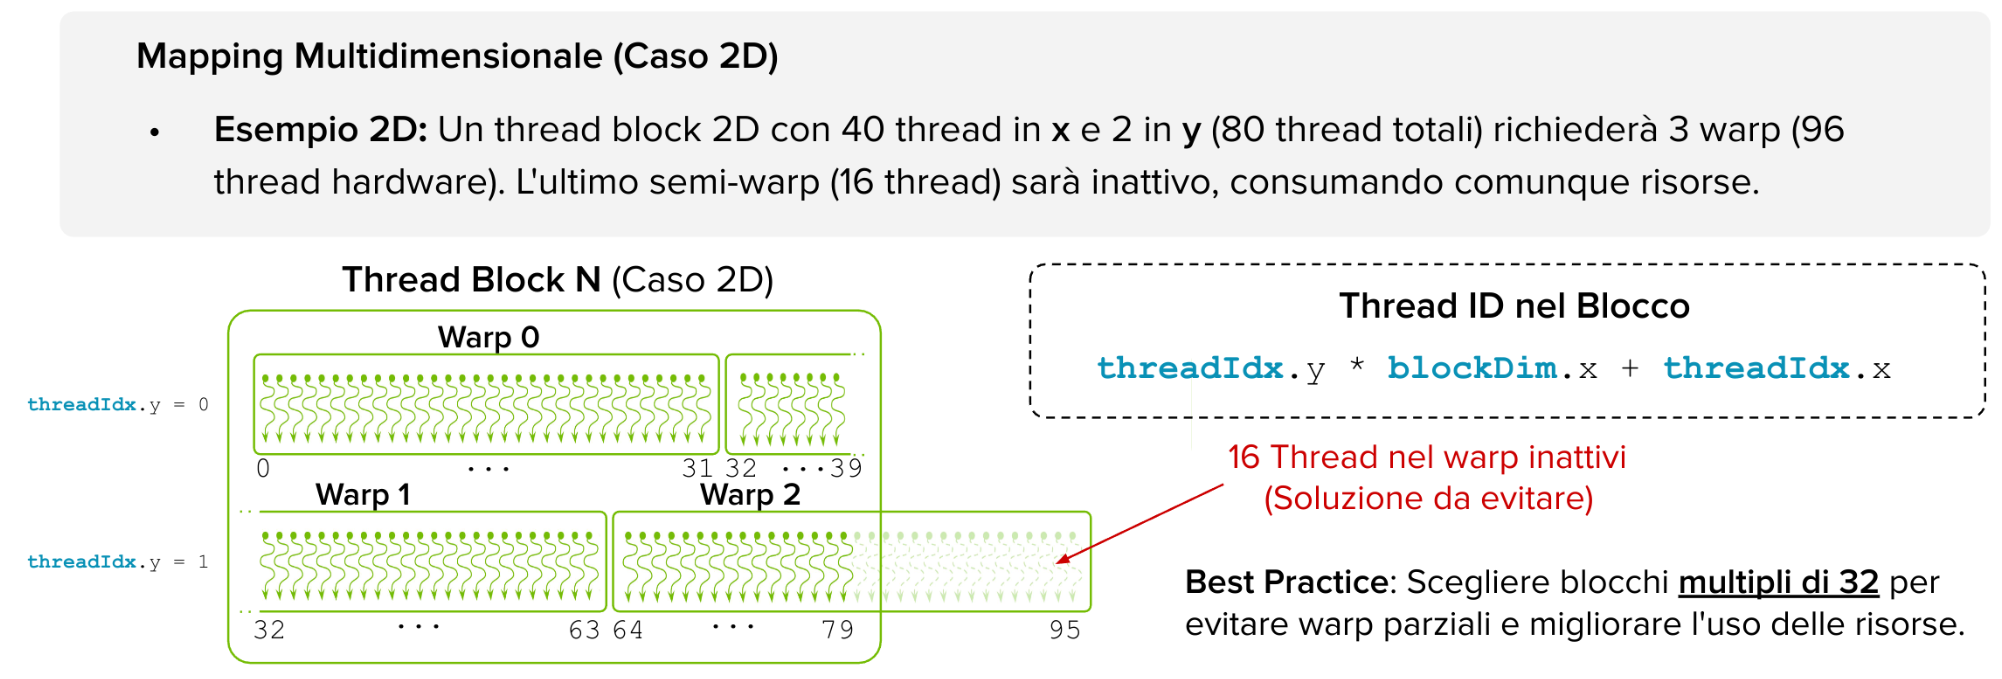 Mapping Multidimensionale (Caso 2D)
• Esempio 2D: Un thread block 2D con 40 thread in x e 2 in y (80 thread totali) richiederà 3 warp (96
thread hardware). L'ultimo semi-warp (16 thread) sarà inattivo, consumando comunque risorse.
Thread Block N (Caso 2D)
Warp 0
threadIdx.y = 0
0 ... 31 32 ...39
Warp 1 Warp 2
threadIdx.y = 1
32 ... 63 64 ... 79 95
Thread ID nel Blocco
threadIdx.y * blockDim.x + threadIdx.x
16 Thread nel warp inattivi
(Soluzione da evitare)
Best Practice: Scegliere blocchi multipli di 32 per
evitare warp parziali e migliorare l'uso delle risorse.